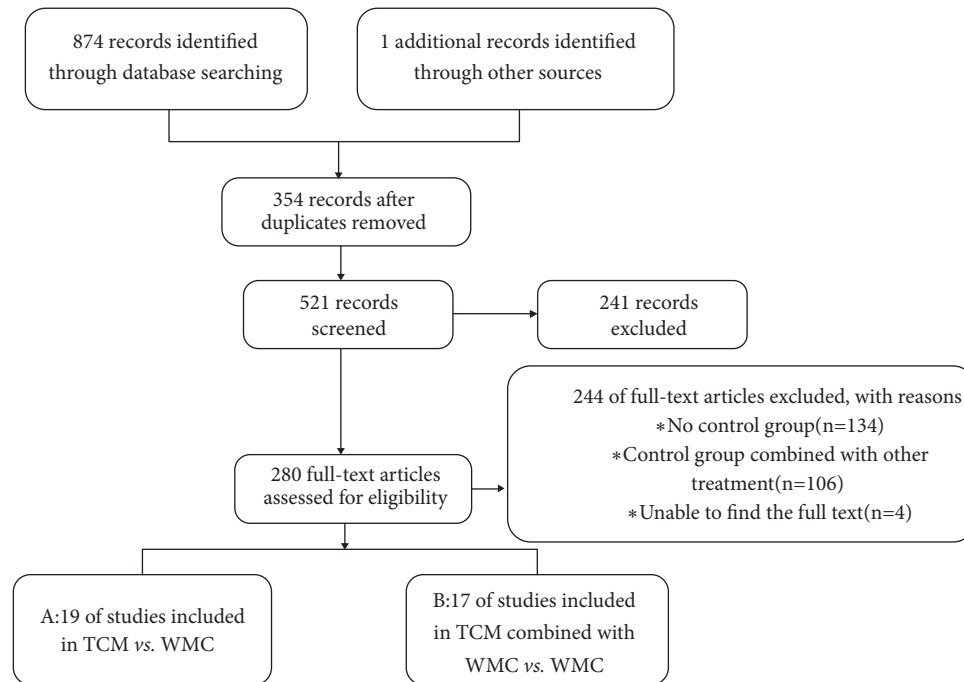 874 records identified
through database searching
1 additional records identified
through other sources
354 records after
duplicates removed
521 records
screened
241 records
excluded
244 of full-text articles excluded, with reasons
∗No control group(n=134)
∗Control group combined with other
treatment(n=106)
∗Unable to find the full text(n=4)
280 full-text articles
assessed for eligibility
A:19 of studies included
in TCM vs. WMC
B:17 of studies included
in TCM combined with
WMC vs. WMC